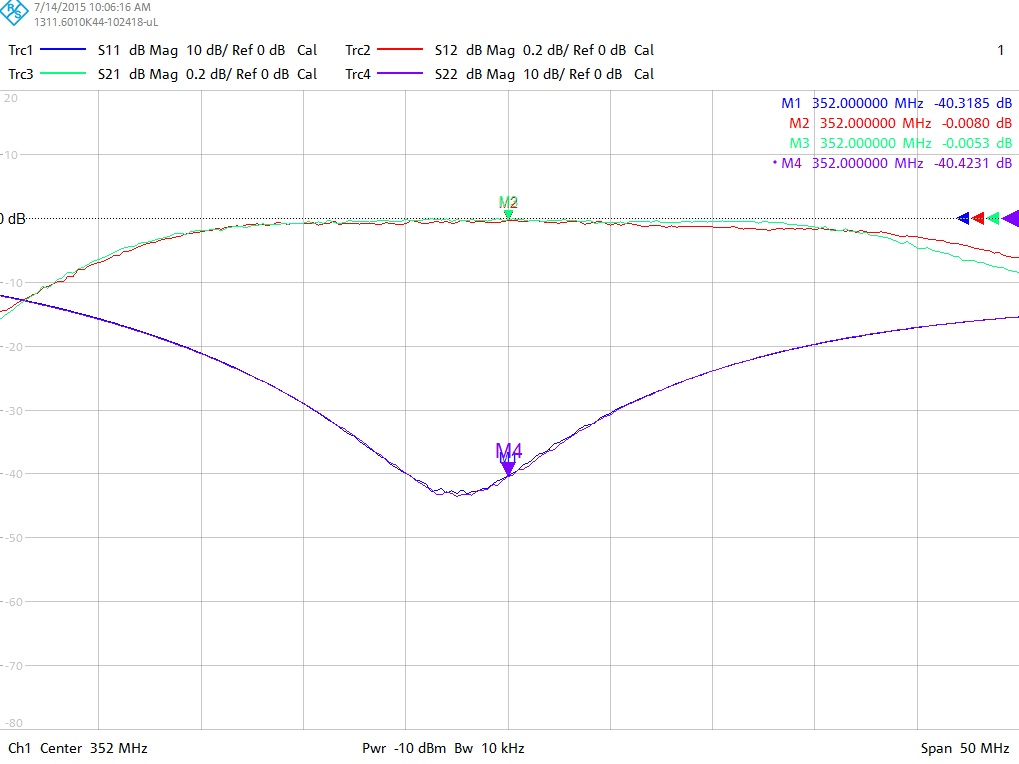 R&S 7/14/2015 10:06:16 AM
1311.6010K44-102418-uL
Trc1 S11 dB Mag 10 dB/ Ref 0 dB Cal Trc2 S12 dB Mag 0.2 dB/ Ref 0 dB Cal 1
Trc3 S21 dB Mag 0.2 dB/ Ref 0 dB Cal Trc4 S22 dB Mag 10 dB/ Ref 0 dB Cal
20
M1 352.000000 MHz -40.3185 dB
M2 352.000000 MHz -0.0080 dB
M3 352.000000 MHz -0.0053 dB
10
• M4 352.000000 MHz -40.4231 dB
M2
0 dB
-10
-20
-30
M4
-40
-50
-60
-70
-80
Ch1 Center 352 MHz Pwr -10 dBm Bw 10 kHz Span 50 MHz